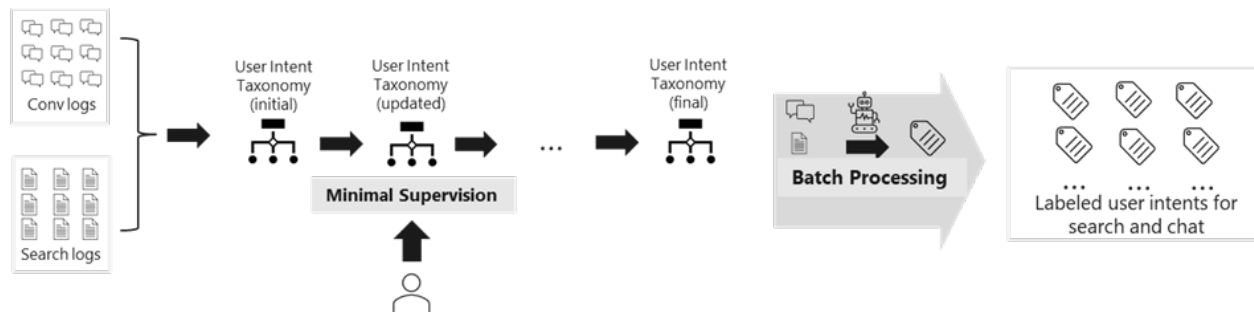 Conv logs
Search logs
User Intent
Taxonomy
(initial)
User Intent
Taxonomy
(updated)
Minimal Supervision
...
User Intent
Taxonomy
(final)
Batch Processing
... ... ...
Labeled user intents for
search and chat